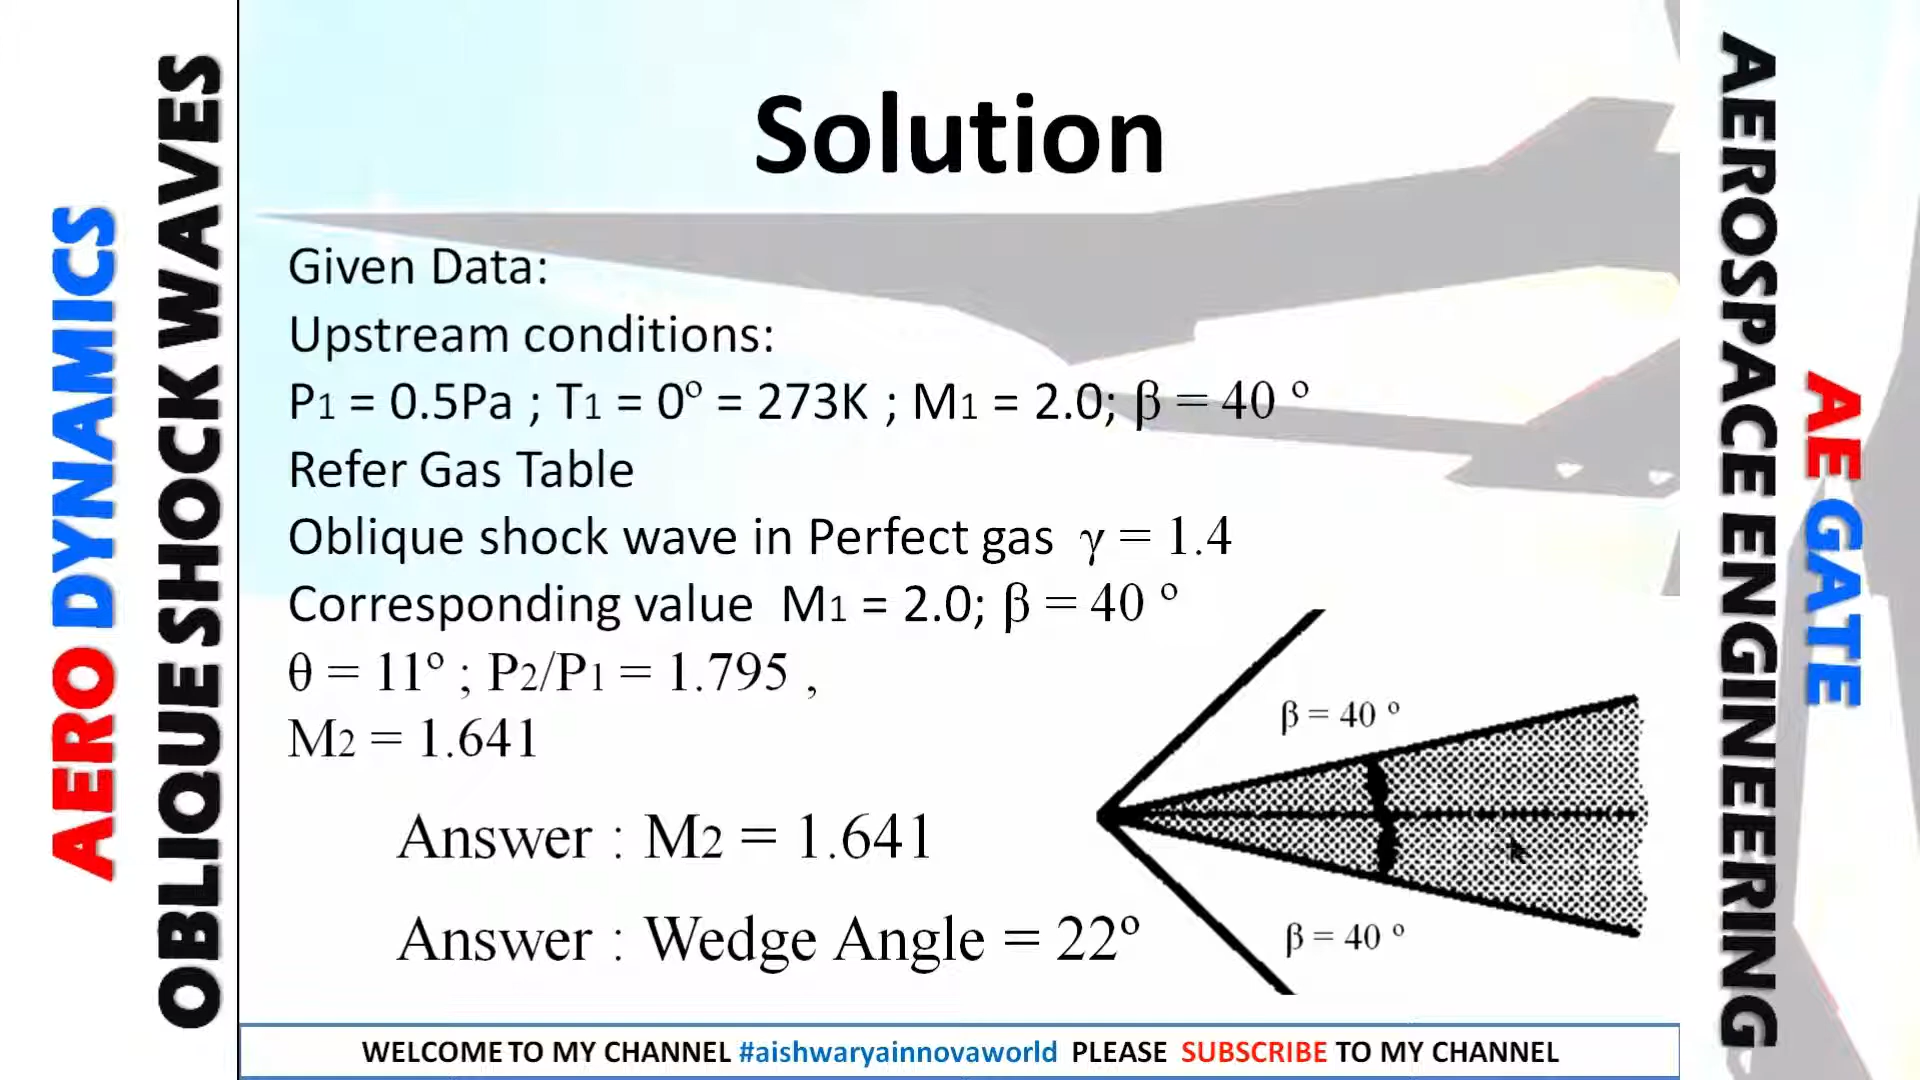 AERO DYNAMICS
OBLIQUE SHOCK WAVES
Solution
Given Data:
Upstream conditions:
P1 = 0.5Pa ; T1 = 0º = 273K ; M1 = 2.0; β = 40 º
Refer Gas Table
Oblique shock wave in Perfect gas γ = 1.4
Corresponding value M1 = 2.0; β = 40 º
θ = 11º ; P2/P1 = 1.795 ,
M2 = 1.641
Answer : M2 = 1.641
Answer : Wedge Angle = 22º
β = 40 º
β = 40 º
WELCOME TO MY CHANNEL #aishwaryainnovaworld PLEASE SUBSCRIBE TO MY CHANNEL
AEROSPACE ENGINEERING
AE GATE